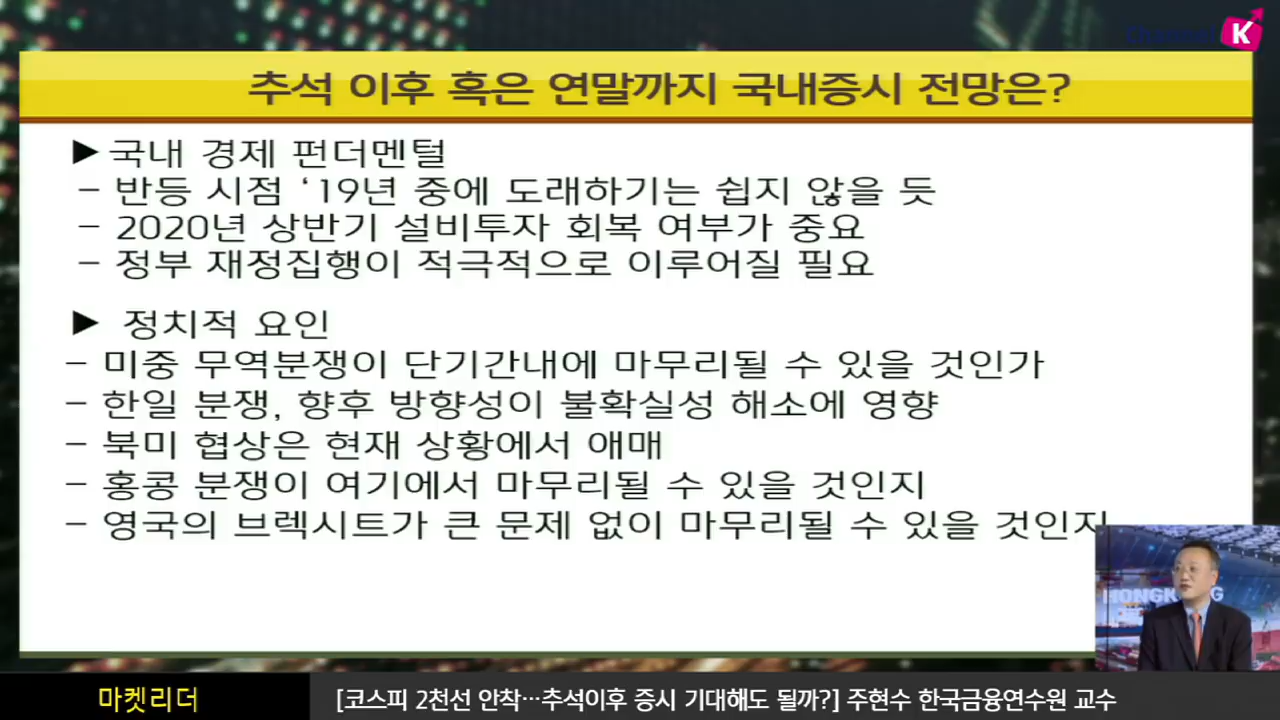 Channel K
추석 이후 혹은 연말까지 국내증시 전망은?
▶국내 경제 펀더멘털
- 반등 시점 ‘19년 중에 도래하기는 쉽지 않을 듯
- 2020년 상반기 설비투자 회복 여부가 중요
- 정부 재정집행이 적극적으로 이루어질 필요
▶ 정치적 요인
- 미중 무역분쟁이 단기간내에 마무리될 수 있을 것인가
- 한일 분쟁, 향후 방향성이 불확실성 해소에 영향
- 북미 협상은 현재 상황에서 애매
- 홍콩 분쟁이 여기에서 마무리될 수 있을 것인지
- 영국의 브렉시트가 큰 문제 없이 마무리될 수 있을 것인지
마켓리더
[코스피 2천선 안착…추석이후 증시 기대해도 될까?] 주현수 한국금융연수원 교수